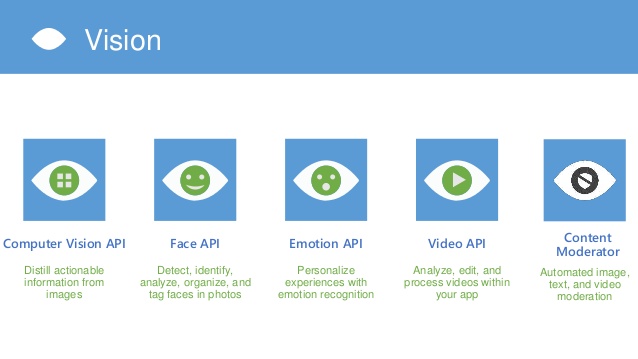 Vision
Computer Vision API
Distill actionable
information from
images
Face API
Detect, identify,
analyze, organize, and
tag faces in photos
Emotion API
Personalize
experiences with
emotion recognition
Video API
Analyze, edit, and
process videos within
your app
Content
Moderator
Automated image,
text, and video
moderation